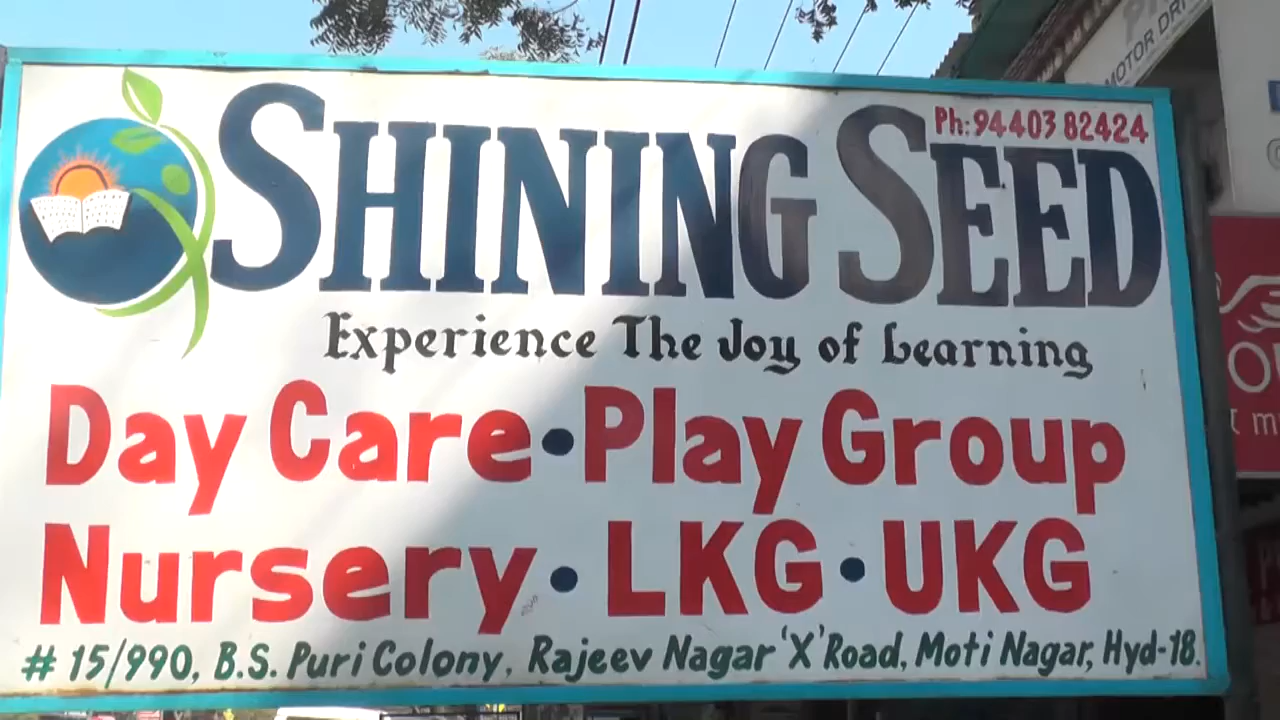 Ph:94403 82424
SHINING SEED
Experience The Joy of Learning
Day Care•Play Group
Nursery•LKG•UKG
# 15/990, B.S. Puri Colony, Rajeev Nagar 'X' Road, Moti Nagar, Hyd-18.
MOTOR